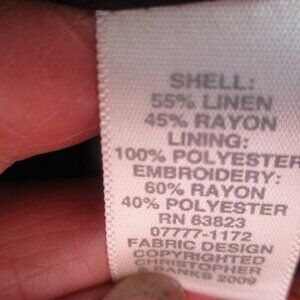 SHELL:
55% LINEN
45% RAYON
LINING:
100% POLYESTER
EMBROIDERY:
60% RAYON
40% POLYESTER
RN 63823
07777-1172
FABRIC DESIGN
COPYRIGHTED
CHRISTOPHER
& BANKS 2009